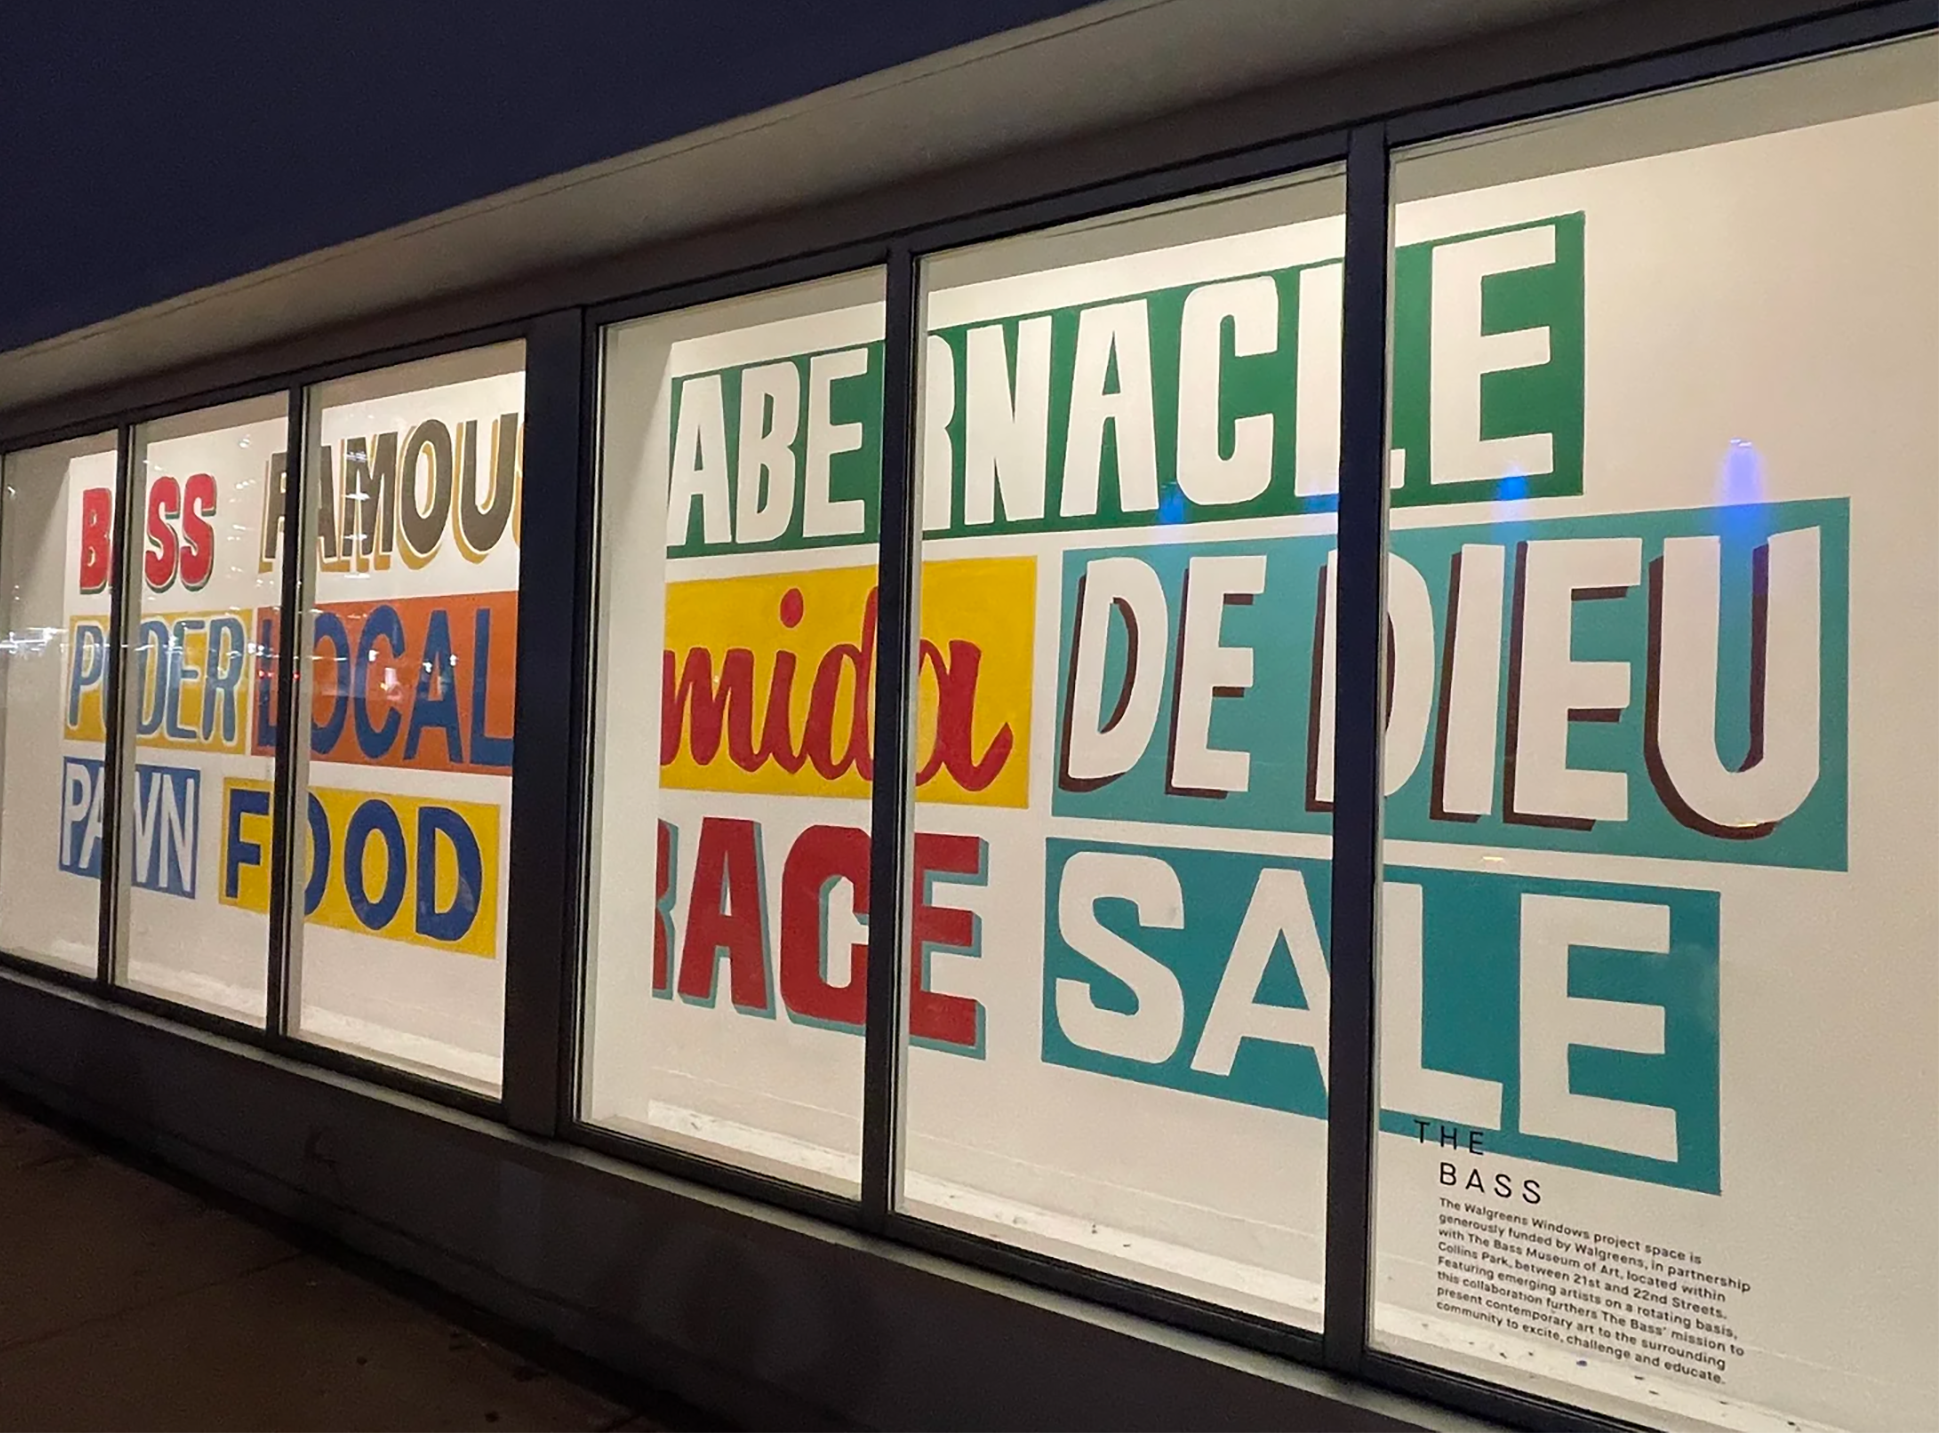 BASS FAMOUS
PODER LOCAL
PAWN FOOD
ABERNACLE
mida DE DIEU
RACE SALE
THE
BASS
The Walgreens Windows project space is
generously funded by Walgreens, in partnership
with The Bass Museum of Art, located within
Collins Park, between 21st and 22nd Streets.
Featuring emerging artists on a rotating basis,
this collaboration furthers The Bass' mission to
present contemporary art to the surrounding
community to excite, challenge and educate.